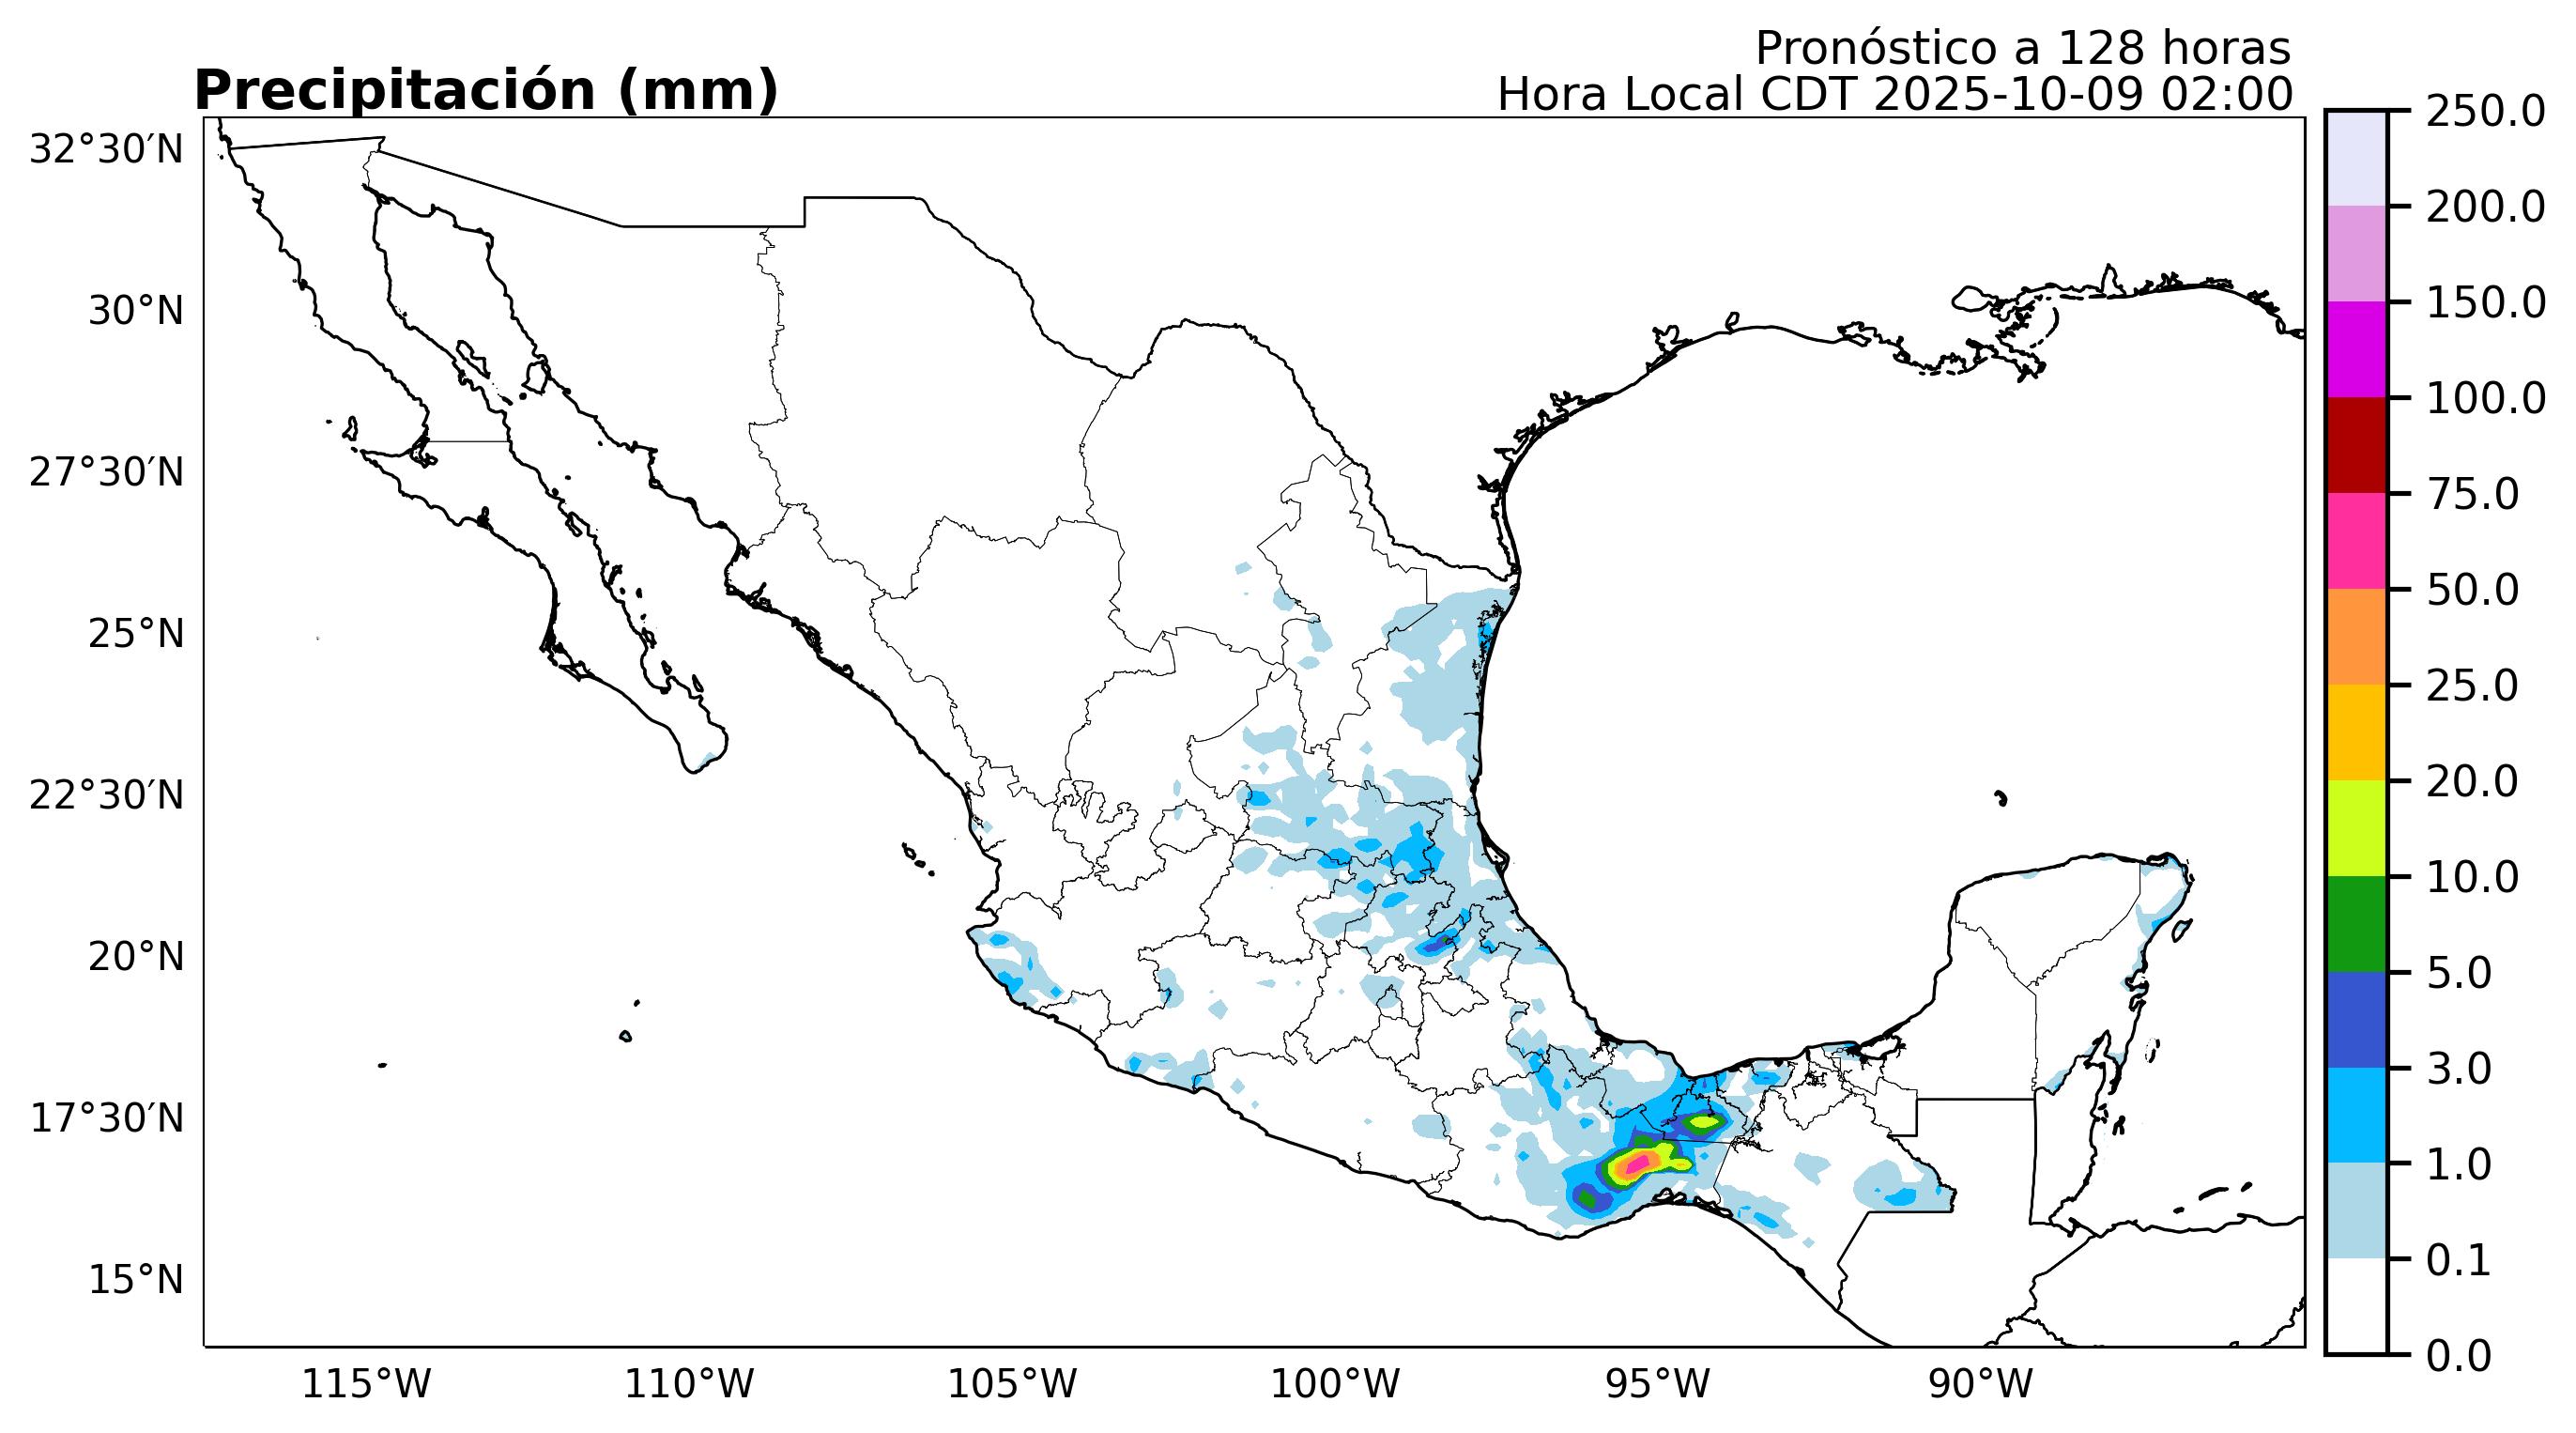 Pronóstico a 128 horas
Precipitación (mm)
Hora Local CDT 2025-10-09 02:00
32°30′N
30°N
27°30′N
25°N
22°30′N
20°N
17°30′N
15°N
115°W
110°W
105°W
100°W
95°W
90°W
250.0
200.0
150.0
100.0
75.0
50.0
25.0
20.0
10.0
5.0
3.0
1.0
0.1
0.0